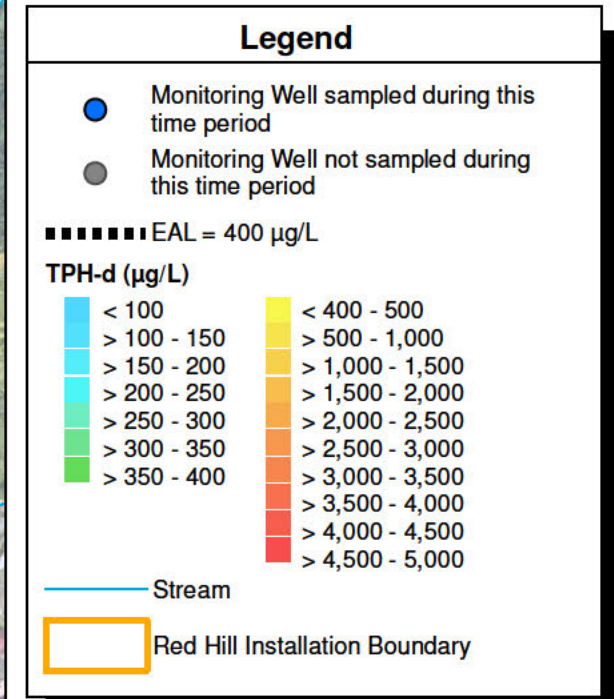 Legend
Monitoring Well sampled during this
time period
Monitoring Well not sampled during
this time period
EAL = 400 µg/L
TPH-d (µg/L)
< 100
> 100 - 150
> 150 - 200
> 200 - 250
> 250 - 300
> 300 - 350
> 350 - 400
< 400 - 500
> 500 - 1,000
> 1,000 - 1,500
> 1,500 - 2,000
> 2,000 - 2,500
> 2,500 - 3,000
> 3,000 - 3,500
> 3,500 - 4,000
> 4,000 - 4,500
> 4,500 - 5,000
Stream
Red Hill Installation Boundary